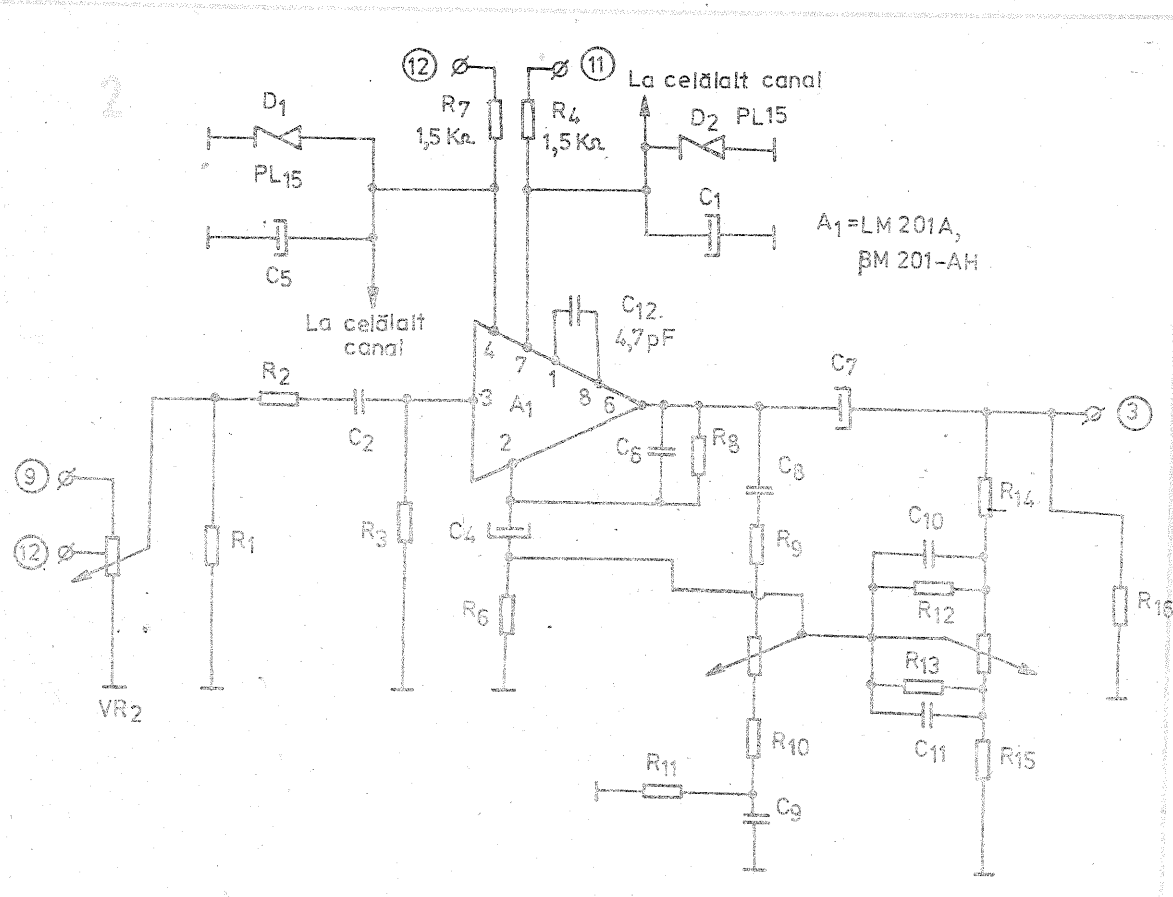 2
12
11
La celălalt canal
D1
R7
R4
D2
PL15
1,5 KΩ
1,5 KΩ
PL15
C1
A1=LM 201A,
βM 201-AH
C5
La celălalt
canal
C12.
4,7pF
4
7
1
8
6
R2
3
A1
C7
C2
2
C6
R8
3
C8
9
R14
C10
R1
R3
C4
R9
12
R6
R12
R16
R13
VR2
R10
C11
R15
R11
C9